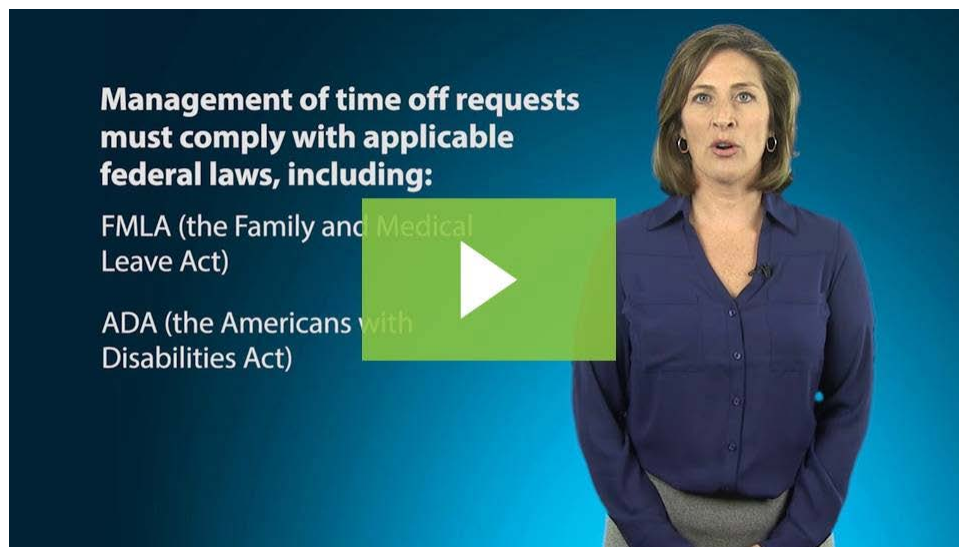 Management of time off requests
must comply with applicable
federal laws, including:
FMLA (the Family and Medical
Leave Act)
ADA (the Americans with
Disabilities Act)